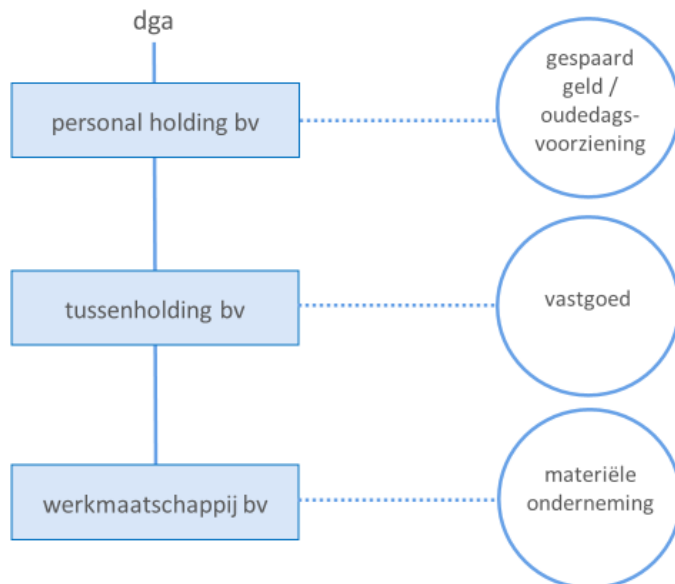 dga
personal holding bv
gespaard
geld /
oudedags-
voorziening
tussenholding bv
vastgoed
werkmaatschappij bv
materiële
onderneming